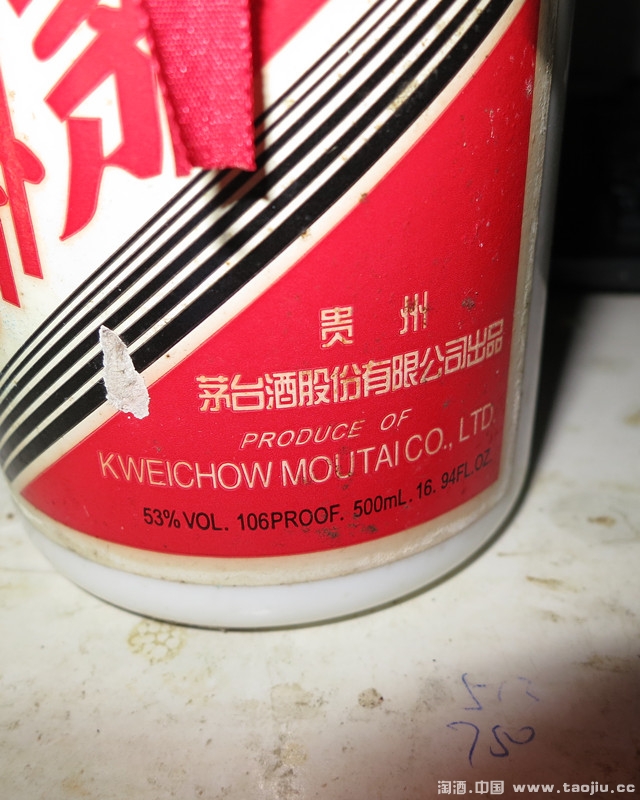 贵州
茅台酒股份有限公司出品
PRODUCE OF
KWEICHOW MOUTAI CO., LTD.
53% VOL. 106PROOF. 500mL. 16. 94FL.OZ.
750
淘酒.中国 www.taojiu.cc